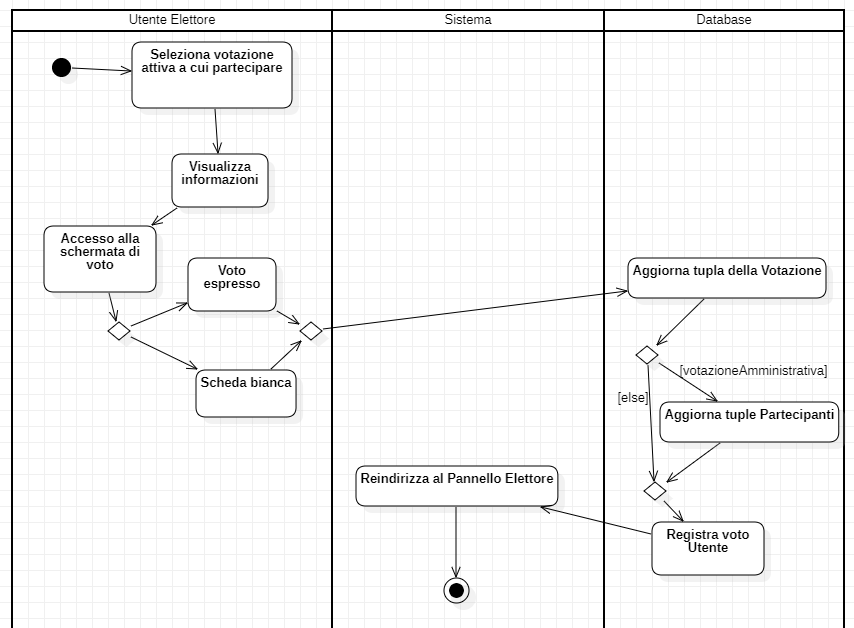 Utente Elettore
Sistema
Database
Seleziona votazione
attiva a cui partecipare
Visualizza
informazioni
Accesso alla
schermata di
voto
Voto
espresso
Scheda bianca
Aggiorna tupla della Votazione
[votazioneAmministrativa]
[else]
Aggiorna tuple Partecipanti
Registra voto
Utente
Reindirizza al Pannello Elettore